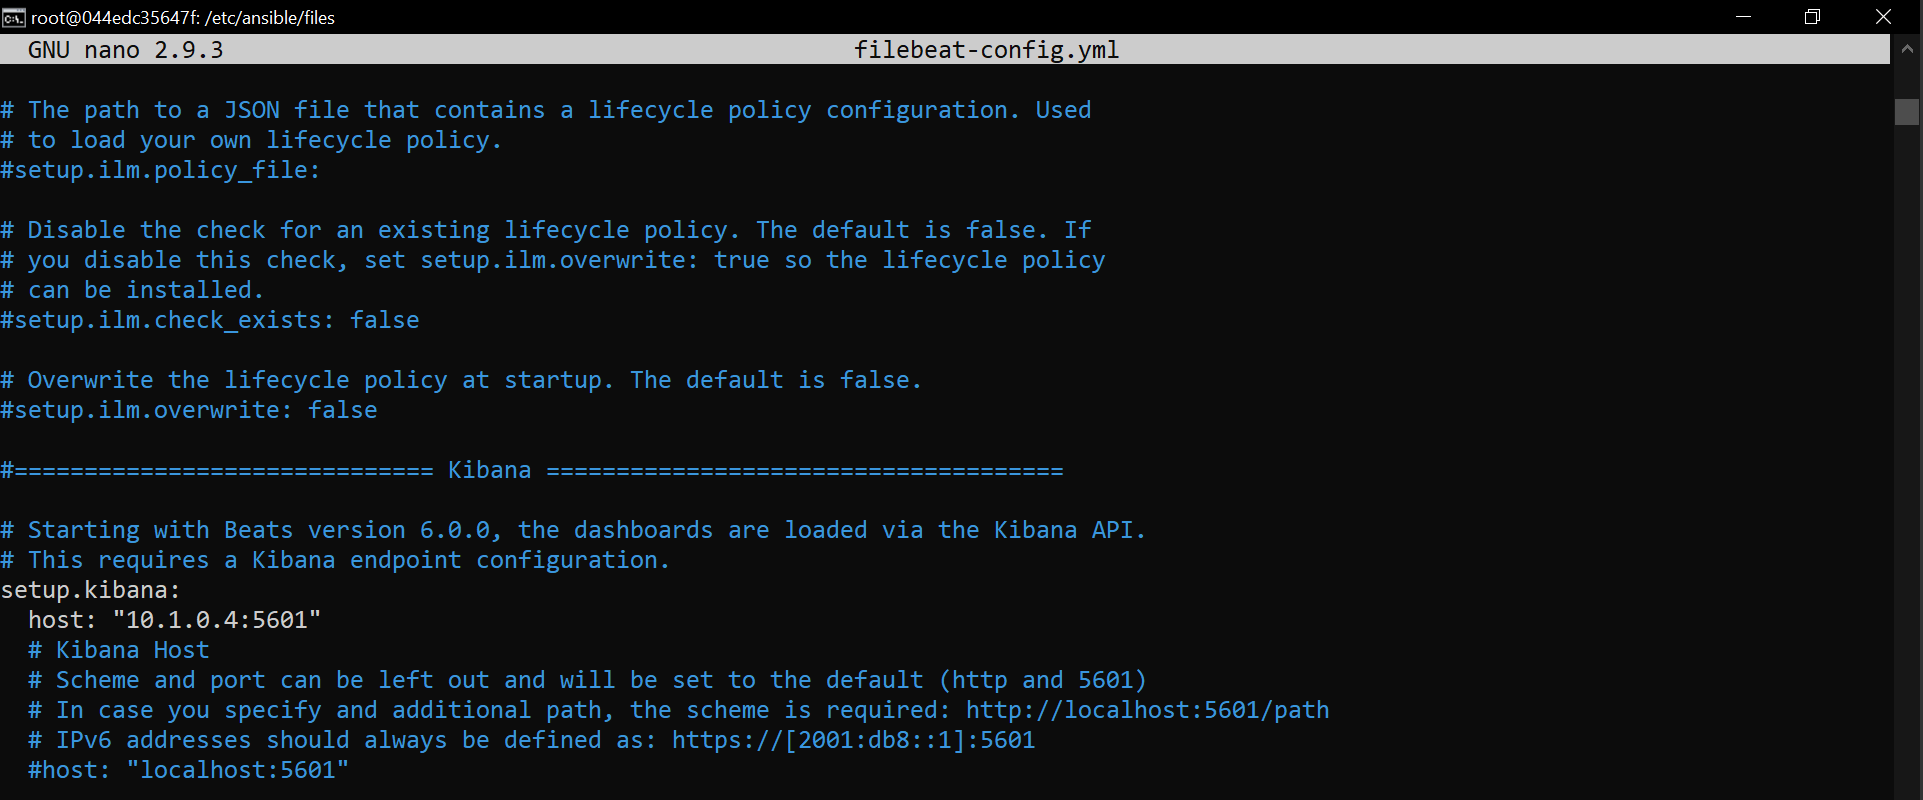 root@044edc35647f: /etc/ansible/files
GNU nano 2.9.3 filebeat-config.yml
# The path to a JSON file that contains a lifecycle policy configuration. Used
# to load your own lifecycle policy.
#setup.ilm.policy_file:
# Disable the check for an existing lifecycle policy. The default is false. If
# you disable this check, set setup.ilm.overwrite: true so the lifecycle policy
# can be installed.
#setup.ilm.check_exists: false
# Overwrite the lifecycle policy at startup. The default is false.
#setup.ilm.overwrite: false
#============================== Kibana =====================================
# Starting with Beats version 6.0.0, the dashboards are loaded via the Kibana API.
# This requires a Kibana endpoint configuration.
setup.kibana:
  host: "10.1.0.4:5601"
  # Kibana Host
  # Scheme and port can be left out and will be set to the default (http and 5601)
  # In case you specify and additional path, the scheme is required: http://localhost:5601/path
  # IPv6 addresses should always be defined as: https://[2001:db8::1]:5601
  #host: "localhost:5601"